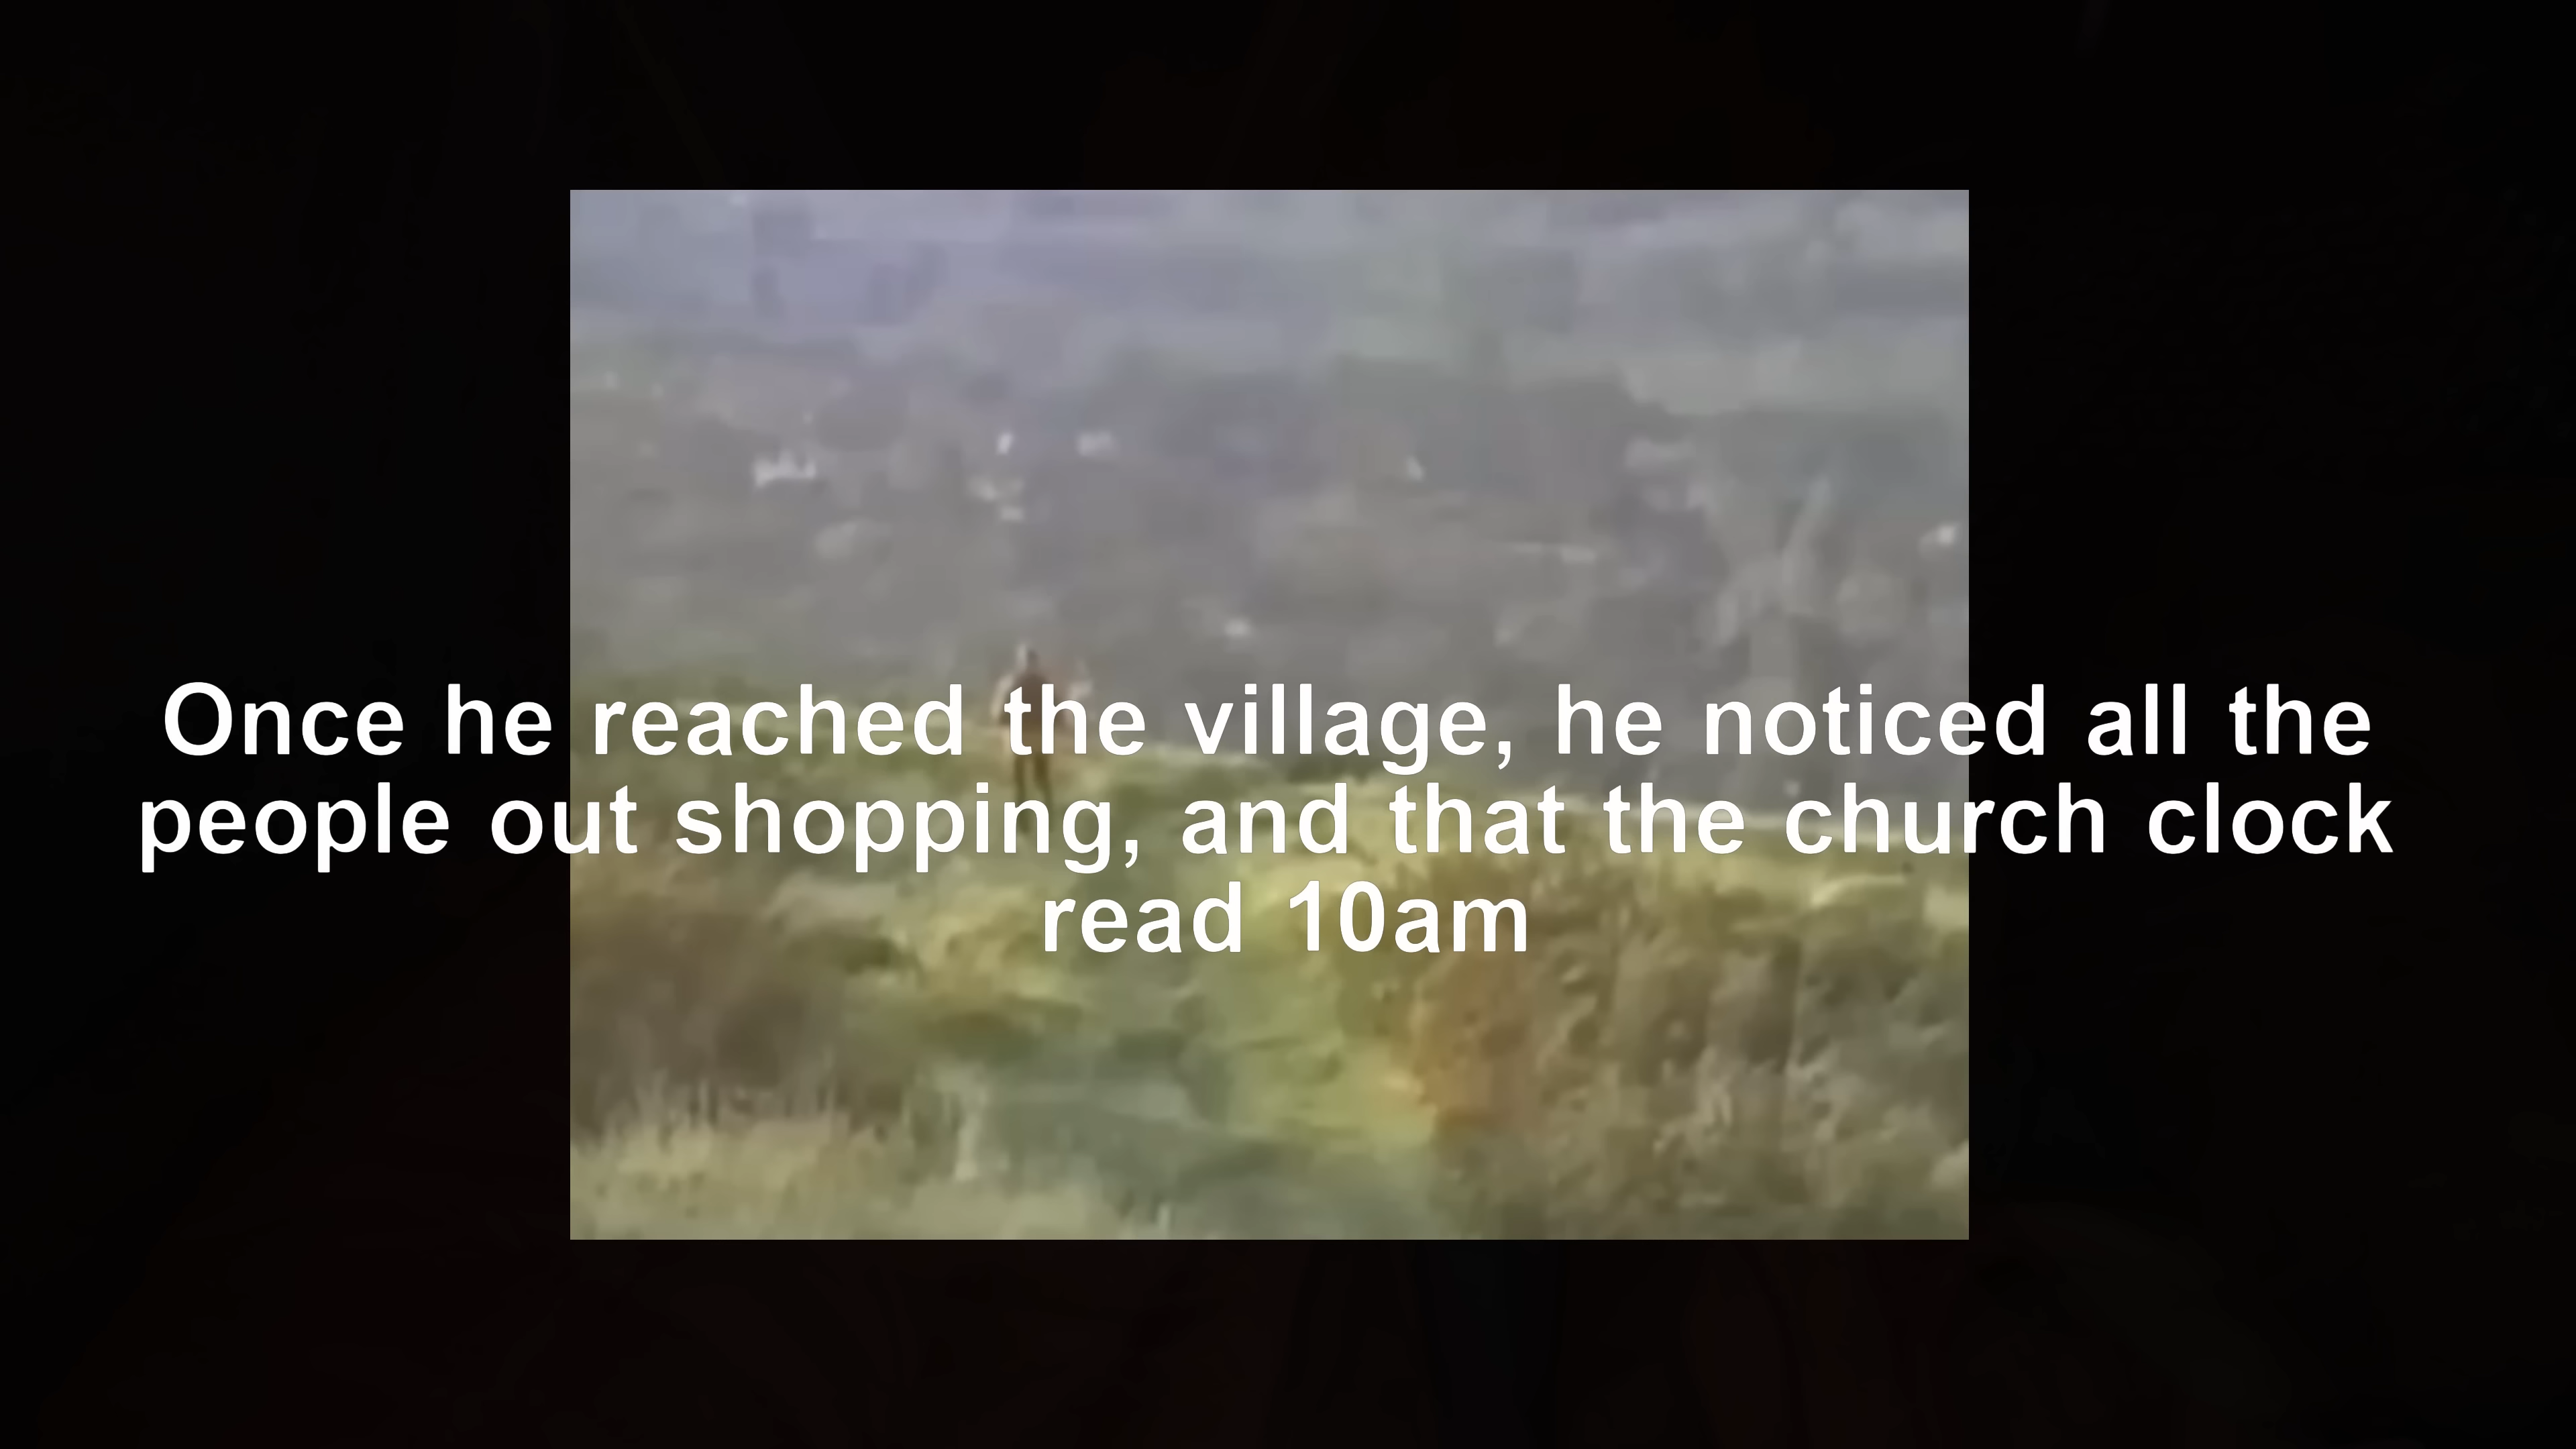 Once he reached the village, he noticed all the
people out shopping, and that the church clock
read 10am